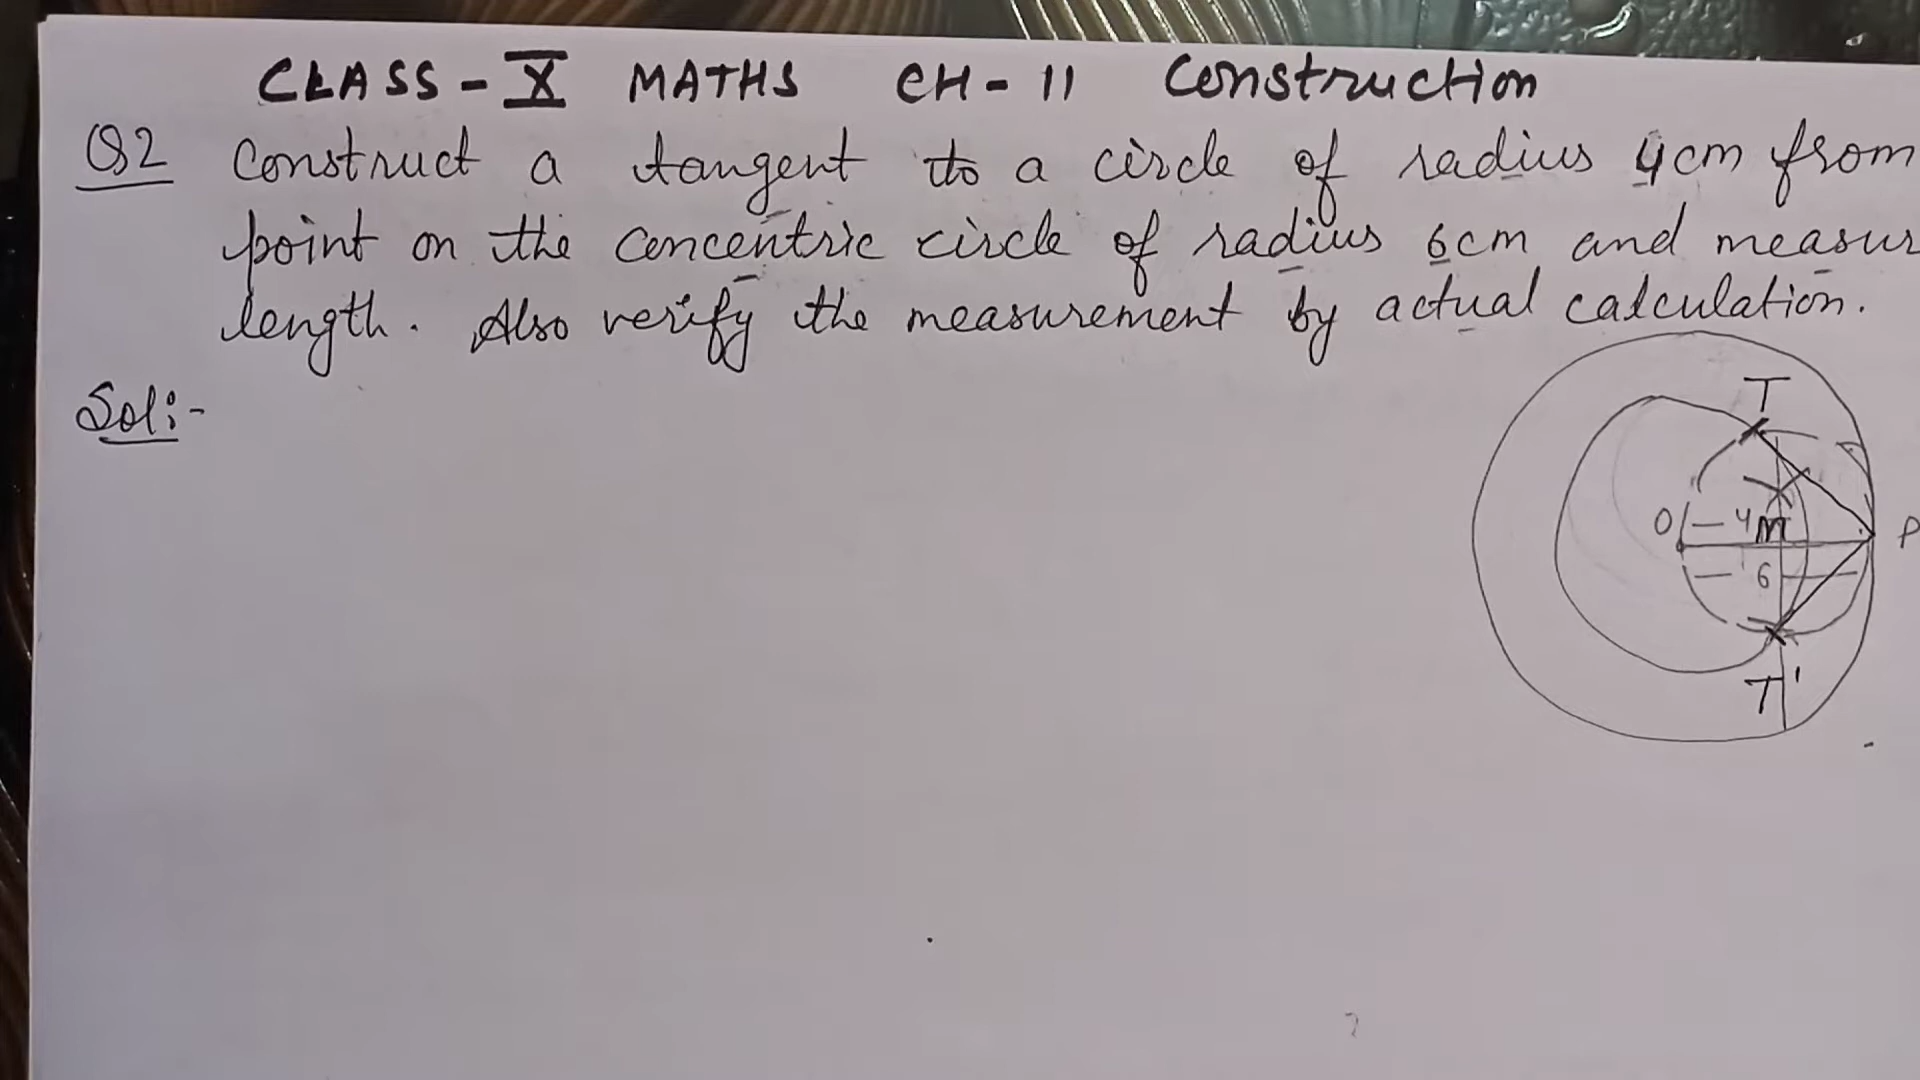 CLASS - X MATHS CH - 11 Construction
Q2 Construct a tangent to a circle of radius 4cm from
point on the concentric circle of radius 6cm and measur
length. Also verify the measurement by actual calculation.
Sol:-
T
O 4 M P
6
T'